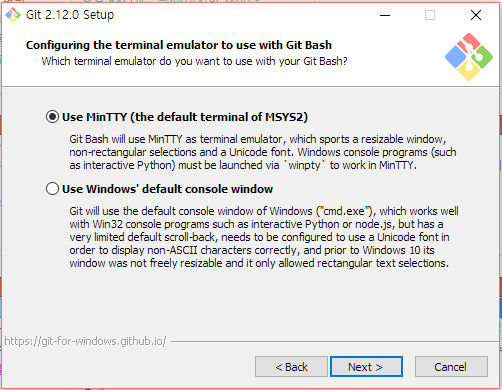 Git 2.12.0 Setup
Configuring the terminal emulator to use with Git Bash
Which terminal emulator do you want to use with your Git Bash?
Use MinTTY (the default terminal of MSYS2)
Git Bash will use MinTTY as terminal emulator, which sports a resizable window,
non-rectangular selections and a Unicode font. Windows console programs (such
as interactive Python) must be launched via `winpty` to work in MinTTY.
Use Windows' default console window
Git will use the default console window of Windows ("cmd.exe"), which works well
with Win32 console programs such as interactive Python or node.js, but has a
very limited default scroll-back, needs to be configured to use a Unicode font in
order to display non-ASCII characters correctly, and prior to Windows 10 its
window was not freely resizable and it only allowed rectangular text selections.
https://git-for-windows.github.io/
< Back
Next >
Cancel